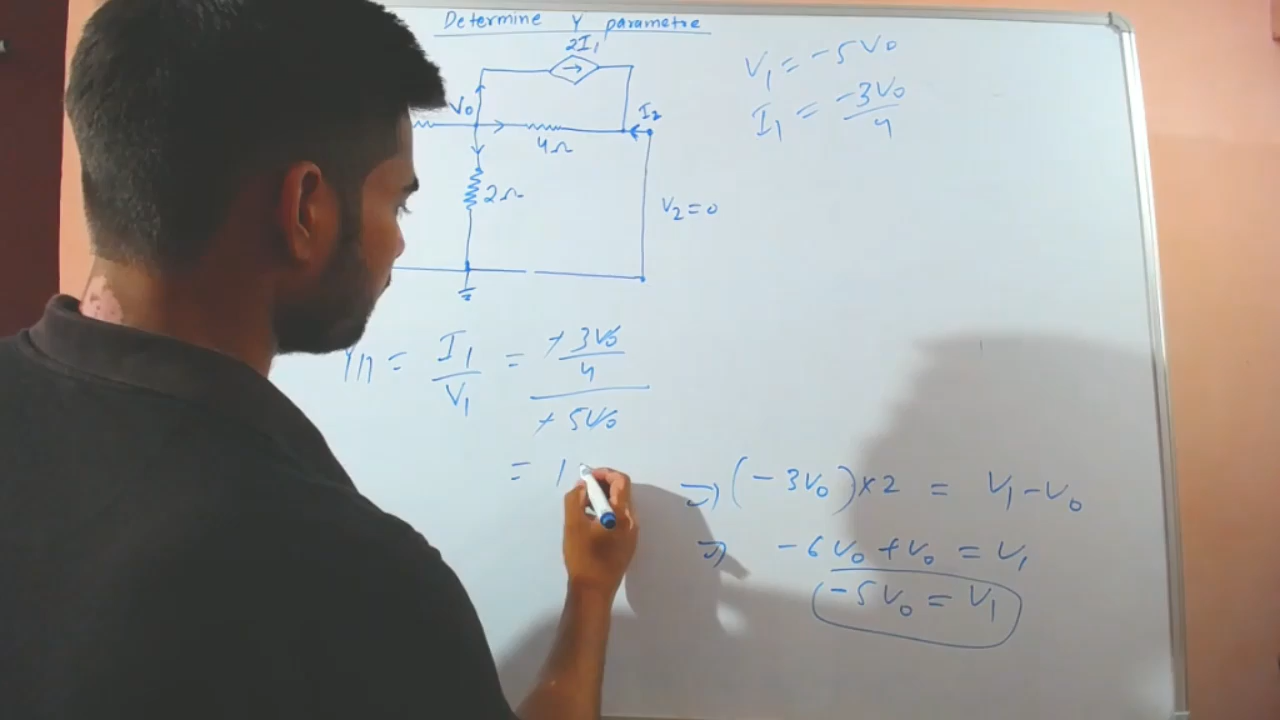 Determine Y parametre
2I1
V0
I2
4Ω
2Ω
V2 = 0
V1 = -5V0
I1 = -3V0/4
Y11 = I1/V1 = (-3V0/4)/(-5V0)
= 1
⇒ (-3V0)×2 = V1 - V0
⇒ -6V0 + V0 = V1
-5V0 = V1